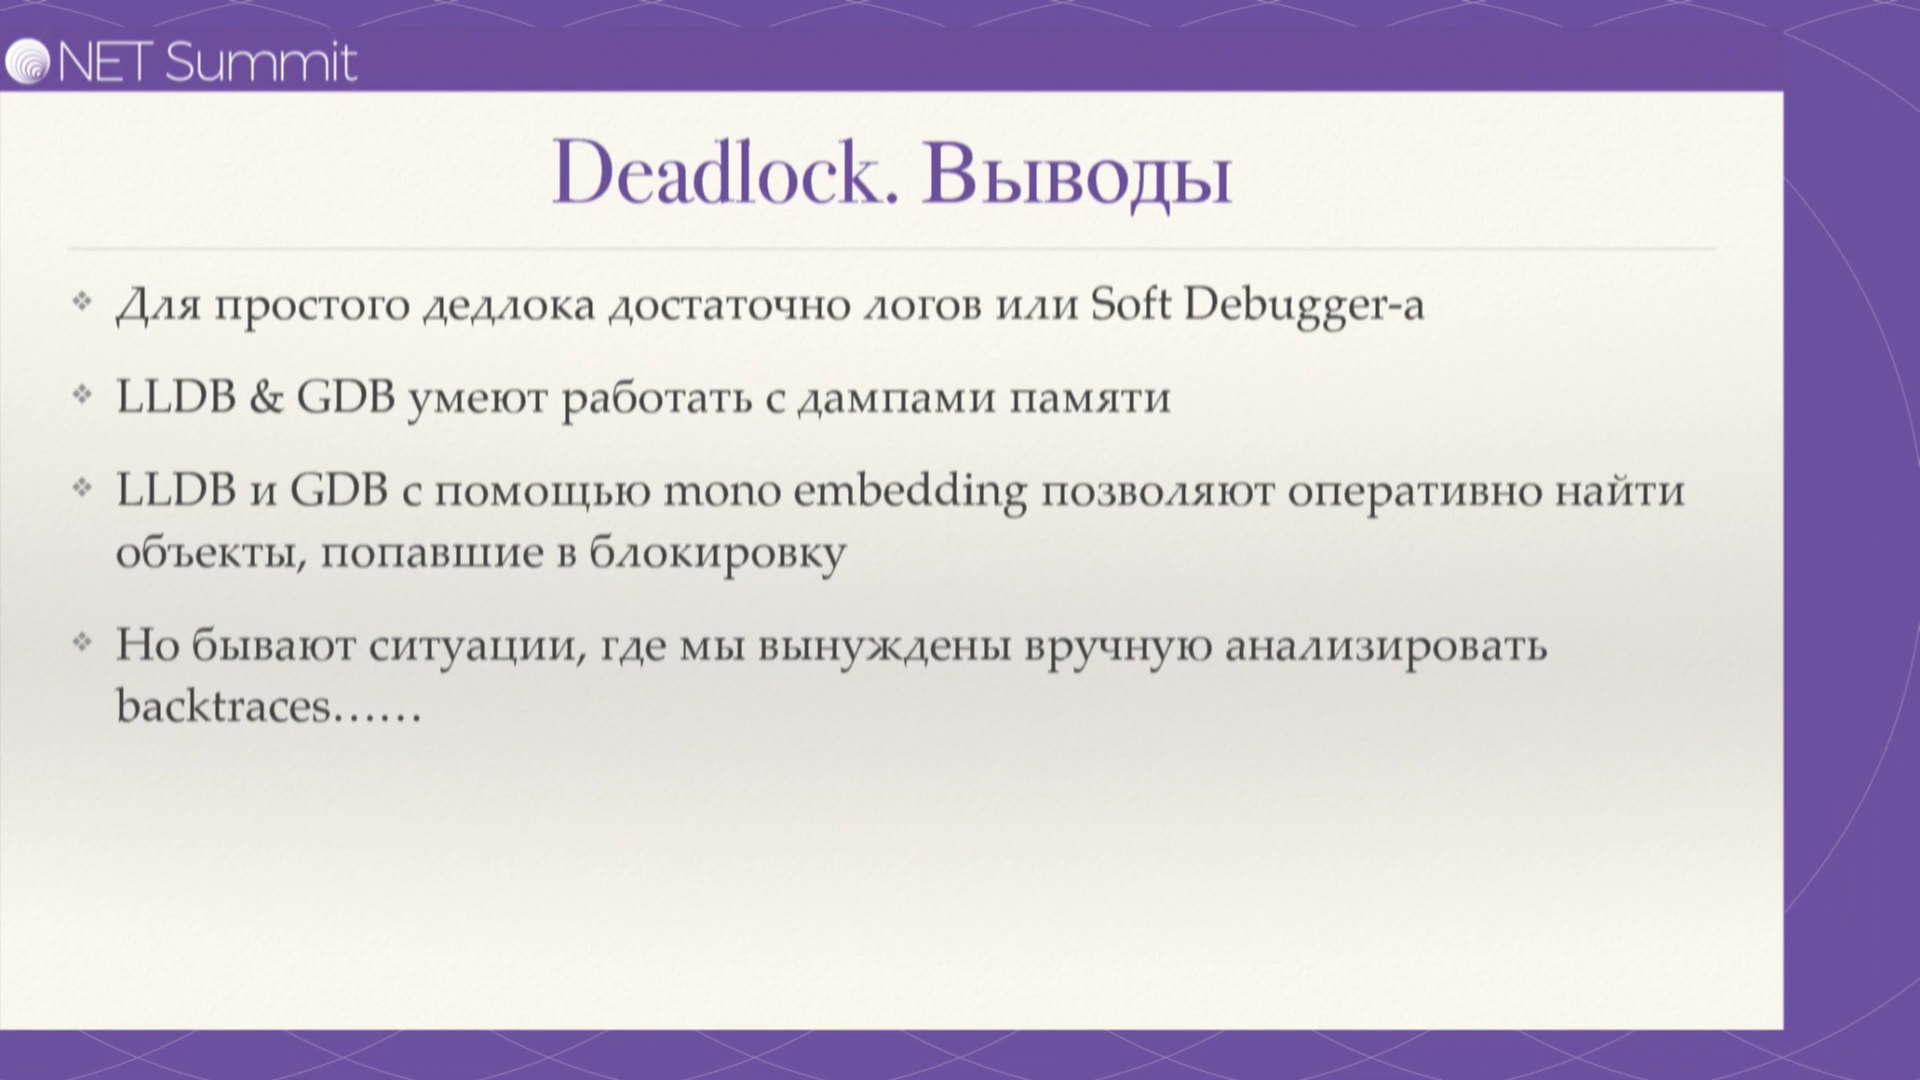 NET Summit
Deadlock. Выводы
Для простого дедлока достаточно логов или Soft Debugger-а
LLDB & GDB умеют работать с дампами памяти
LLDB и GDB с помощью mono embedding позволяют оперативно найти
объекты, попавшие в блокировку
Но бывают ситуации, где мы вынуждены вручную анализировать
backtraces……